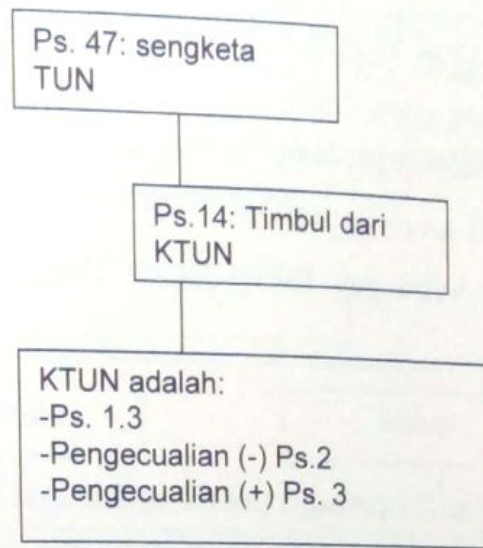 Ps. 47: sengketa
TUN
Ps.14: Timbul dari
KTUN
KTUN adalah:
-Ps. 1.3
-Pengecualian (-) Ps.2
-Pengecualian (+) Ps. 3